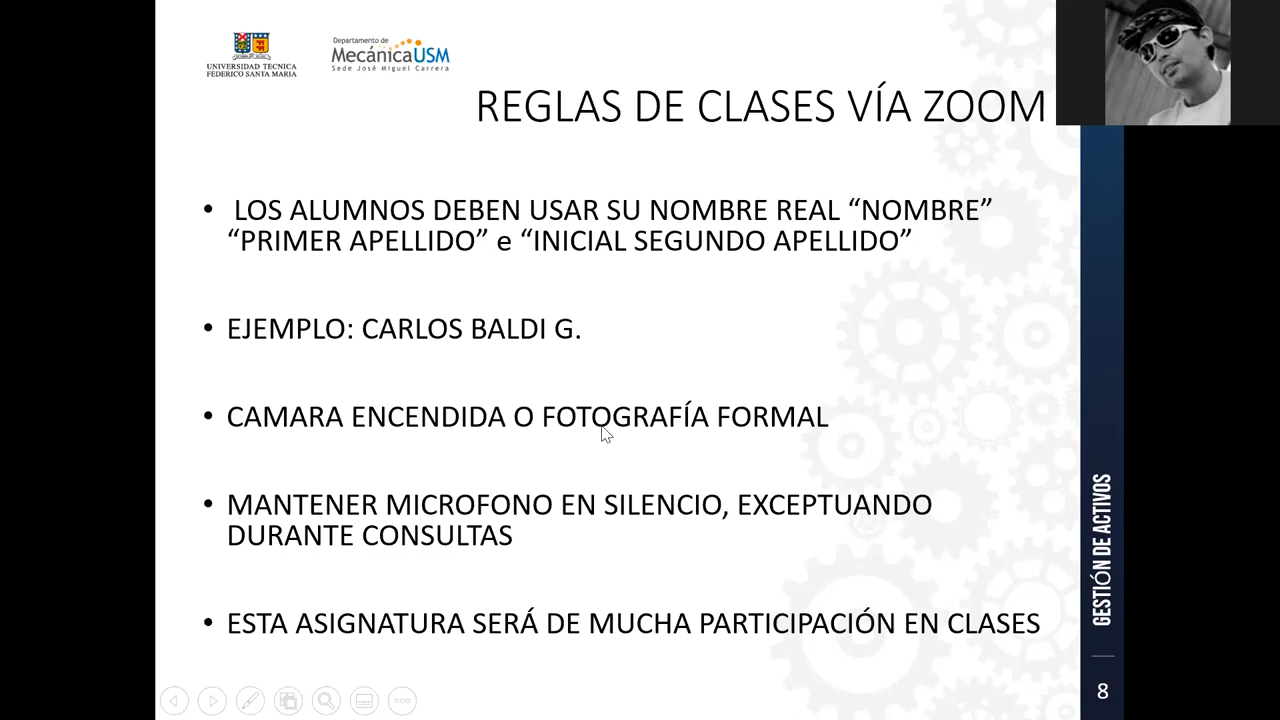 UNIVERSIDAD TECNICA
FEDERICO SANTA MARIA
Departamento de
MecánicaUSM
Sede José Miguel Carrera
REGLAS DE CLASES VÍA ZOOM
• LOS ALUMNOS DEBEN USAR SU NOMBRE REAL “NOMBRE”
“PRIMER APELLIDO” e “INICIAL SEGUNDO APELLIDO”
• EJEMPLO: CARLOS BALDI G.
• CAMARA ENCENDIDA O FOTOGRAFÍA FORMAL
• MANTENER MICROFONO EN SILENCIO, EXCEPTUANDO
DURANTE CONSULTAS
• ESTA ASIGNATURA SERÁ DE MUCHA PARTICIPACIÓN EN CLASES
GESTIÓN DE ACTIVOS
8